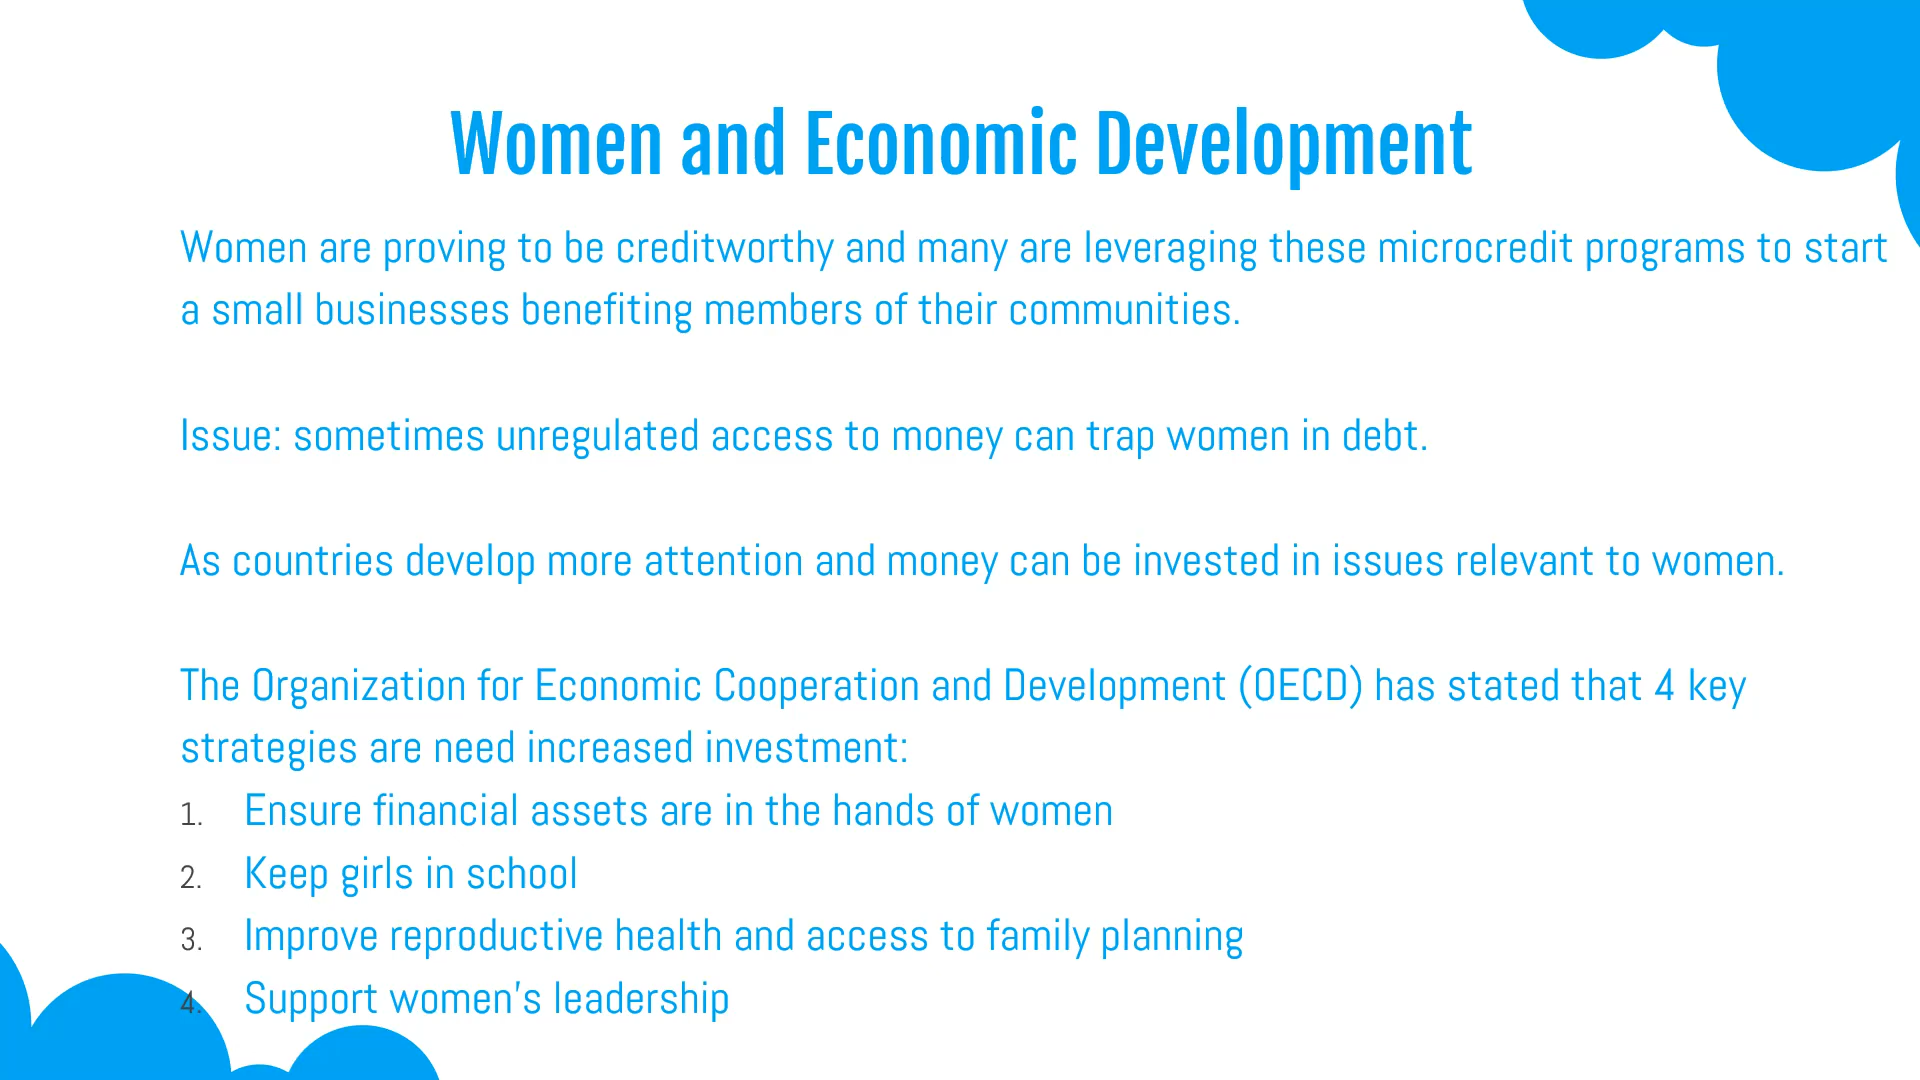 Women and Economic Development
Women are proving to be creditworthy and many are leveraging these microcredit programs to start
a small businesses benefiting members of their communities.
Issue: sometimes unregulated access to money can trap women in debt.
As countries develop more attention and money can be invested in issues relevant to women.
The Organization for Economic Cooperation and Development (OECD) has stated that 4 key
strategies are need increased investment:
1. Ensure financial assets are in the hands of women
2. Keep girls in school
3. Improve reproductive health and access to family planning
4. Support women's leadership